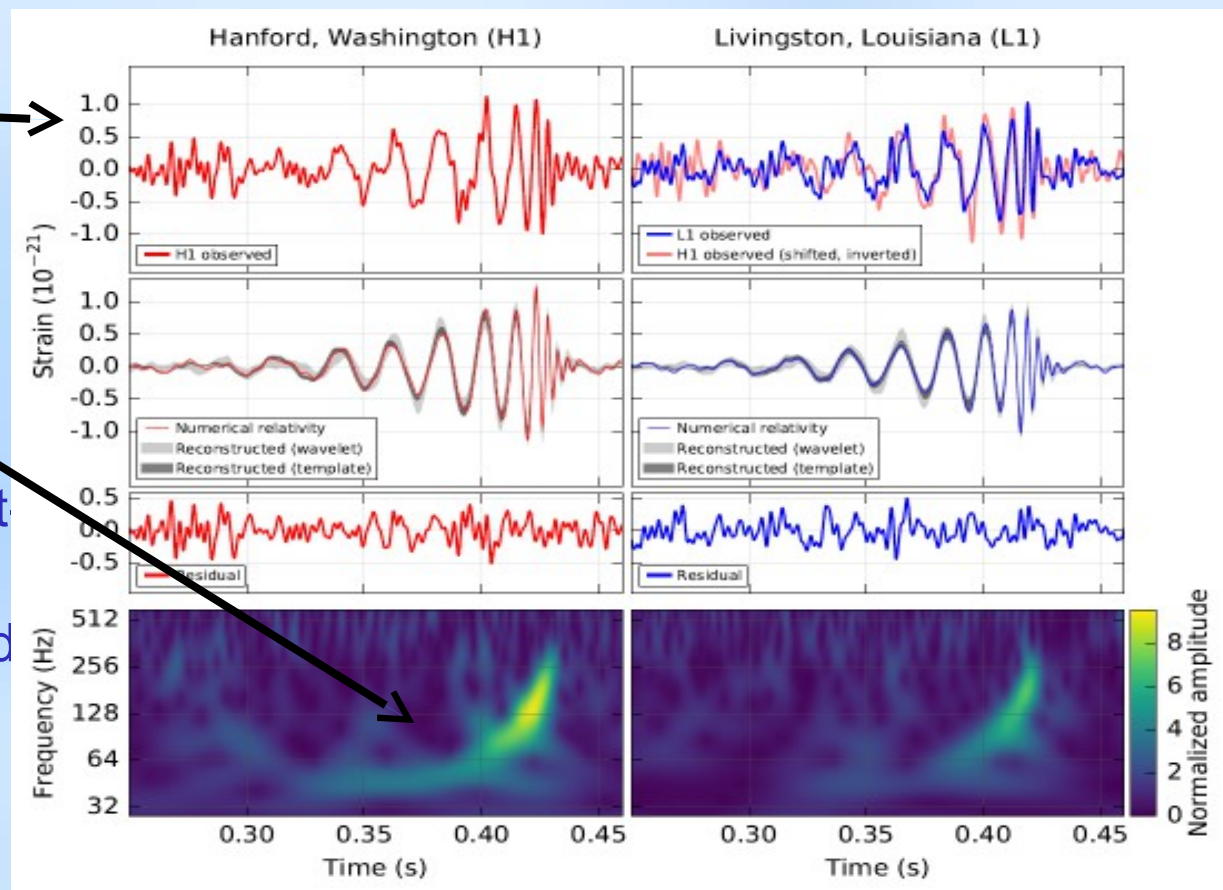 Hanford, Washington (H1)
Livingston, Louisiana (L1)
Strain (10⁻²¹)
1.0
0.5
0.0
-0.5
-1.0
H1 observed
L1 observed
H1 observed (shifted, inverted)
1.0
0.5
0.0
-0.5
-1.0
Numerical relativity
Reconstructed (wavelet)
Reconstructed (template)
Numerical relativity
Reconstructed (wavelet)
Reconstructed (template)
0.5
0.0
-0.5
Residual
Residual
t
d
Frequency (Hz)
512
256
128
64
32
0.30
0.35
0.40
0.45
Time (s)
0.30
0.35
0.40
0.45
Time (s)
8
6
4
2
0
Normalized amplitude